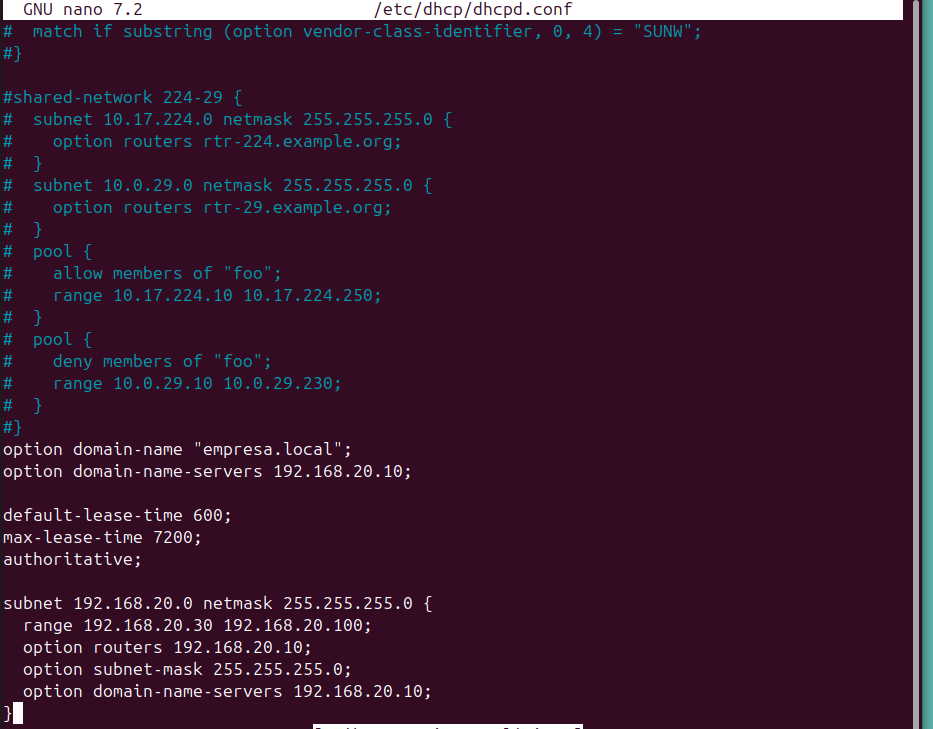 GNU nano 7.2 /etc/dhcp/dhcpd.conf
#  match if substring (option vendor-class-identifier, 0, 4) = "SUNW";
#}

#shared-network 224-29 {
#  subnet 10.17.224.0 netmask 255.255.255.0 {
#    option routers rtr-224.example.org;
#  }
#  subnet 10.0.29.0 netmask 255.255.255.0 {
#    option routers rtr-29.example.org;
#  }
#  pool {
#    allow members of "foo";
#    range 10.17.224.10 10.17.224.250;
#  }
#  pool {
#    deny members of "foo";
#    range 10.0.29.10 10.0.29.230;
#  }
#}
option domain-name "empresa.local";
option domain-name-servers 192.168.20.10;

default-lease-time 600;
max-lease-time 7200;
authoritative;

subnet 192.168.20.0 netmask 255.255.255.0 {
  range 192.168.20.30 192.168.20.100;
  option routers 192.168.20.10;
  option subnet-mask 255.255.255.0;
  option domain-name-servers 192.168.20.10;
}